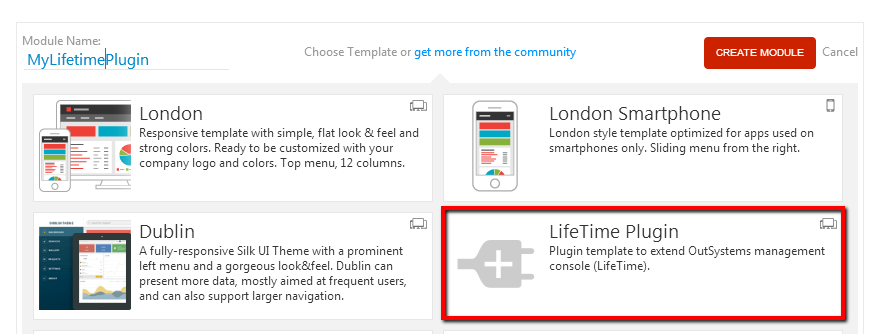 Module Name:
MyLifetimePlugin
Choose Template or get more from the community
CREATE MODULE
Cancel
London
Responsive template with simple, flat look & feel and
strong colors. Ready to be customized with your
company logo and colors. Top menu, 12 columns.
London Smartphone
London style template optimized for apps used on
smartphones only. Sliding menu from the right.
Dublin
A fully-responsive Silk UI Theme with a prominent
left menu and a gorgeous look&feel. Dublin can
present more data, mostly aimed at frequent users,
and can also support larger navigation.
LifeTime Plugin
Plugin template to extend OutSystems management
console (LifeTime).